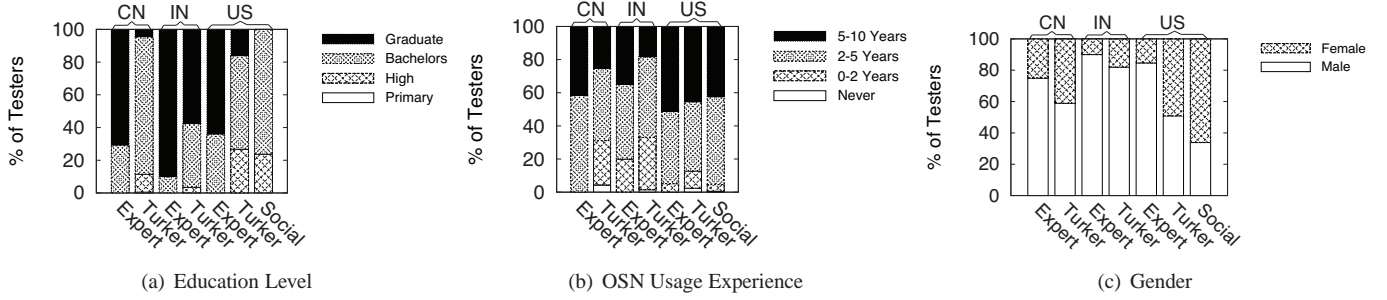 CN IN US
100
80
60
40
20
0
% of Testers
Expert Turker Expert Turker Expert Turker Social
Graduate
Bachelors
High
Primary
(a) Education Level
CN IN US
100
80
60
40
20
0
% of Testers
Expert Turker Expert Turker Expert Turker Social
5-10 Years
2-5 Years
0-2 Years
Never
(b) OSN Usage Experience
CN IN US
100
80
60
40
20
0
% of Testers
Expert Turker Expert Turker Expert Turker Social
Female
Male
(c) Gender